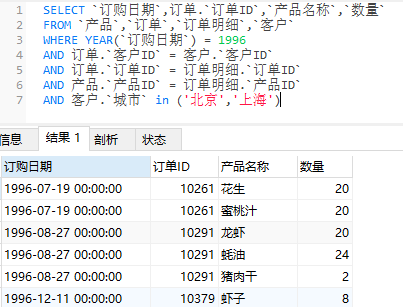 1 SELECT `订购日期`,订单.`订单ID`,`产品名称`,`数量`
2 FROM `产品`,`订单`,`订单明细`,`客户`
3 WHERE YEAR(`订购日期`) = 1996
4 AND 订单.`客户ID` = 客户.`客户ID`
5 AND 订单.`订单ID` = 订单明细.`订单ID`
6 AND 产品.`产品ID` = 订单明细.`产品ID`
7 AND 客户.`城市` in ('北京','上海')
信息 结果 1 剖析 状态
订购日期 订单ID 产品名称 数量
1996-07-19 00:00:00 10261 花生 20
1996-07-19 00:00:00 10261 蜜桃汁 20
1996-08-27 00:00:00 10291 龙虾 20
1996-08-27 00:00:00 10291 蚝油 24
1996-08-27 00:00:00 10291 猪肉干 2
1996-12-11 00:00:00 10379 虾子 8